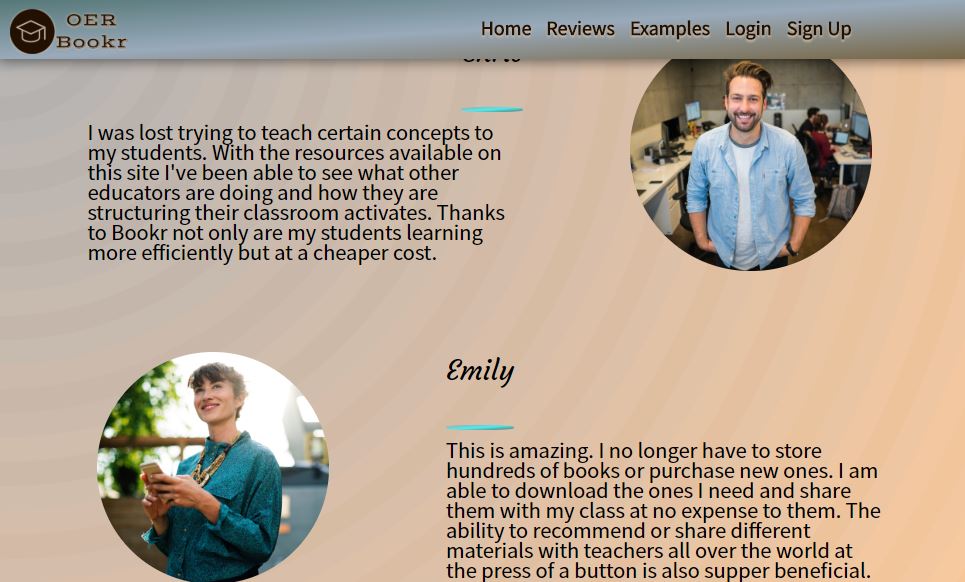 OER
Bookr
Home Reviews Examples Login Sign Up
I was lost trying to teach certain concepts to
my students. With the resources available on
this site I've been able to see what other
educators are doing and how they are
structuring their classroom activates. Thanks
to Bookr not only are my students learning
more efficiently but at a cheaper cost.
Emily
This is amazing. I no longer have to store
hundreds of books or purchase new ones. I am
able to download the ones I need and share
them with my class at no expense to them. The
ability to recommend or share different
materials with teachers all over the world at
the press of a button is also supper beneficial.